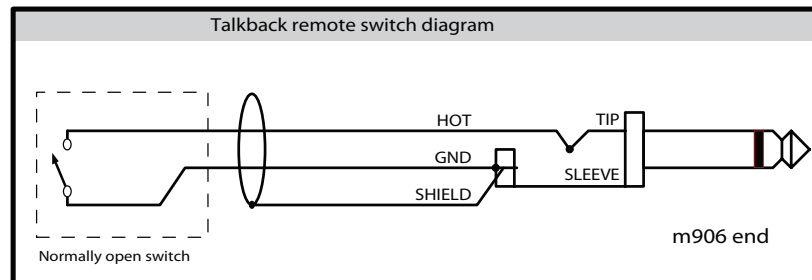 Talkback remote switch diagram
HOT
TIP
GND
SLEEVE
SHIELD
m906 end
Normally open switch